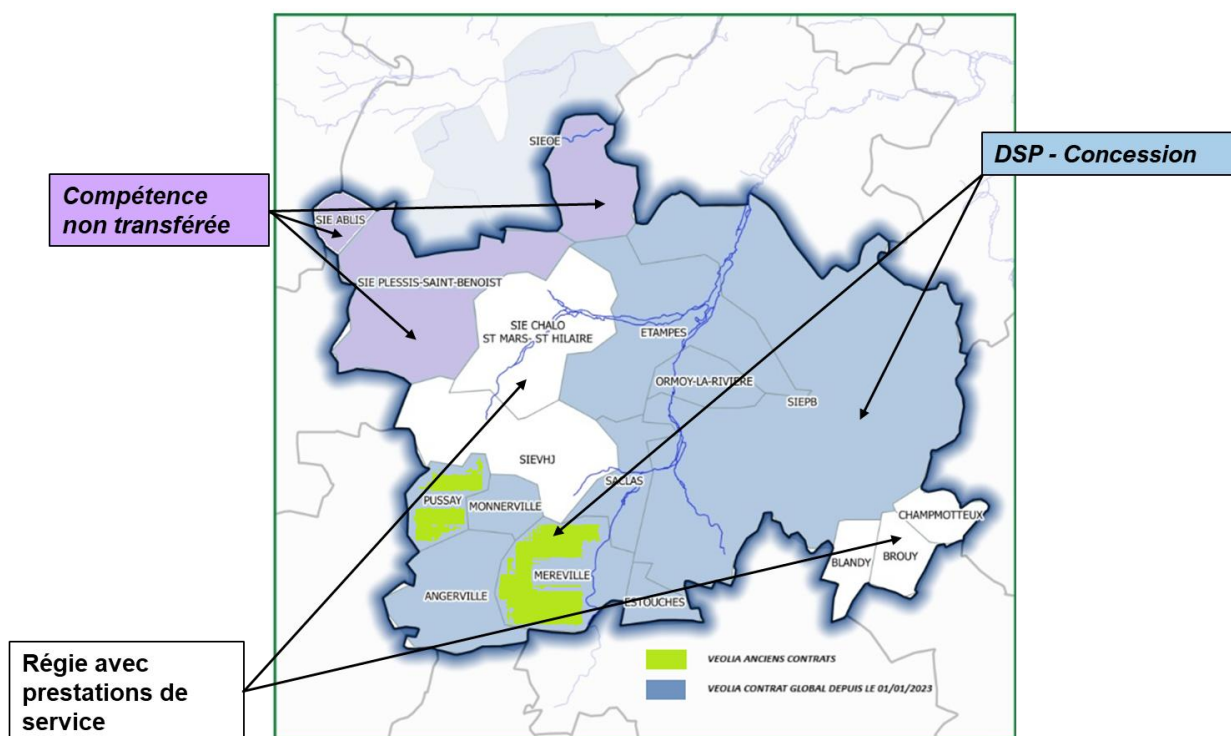 SIEOE
DSP - Concession
Compétence
non transférée
SIE ABLIS
SIE PLESSIS-SAINT-BENOIST
SIE CHALO
ST MARS- ST HILAIRE
ETAMPES
ORMOY-LA-RIVIERE
SIEPB
SIEVHJ
SACLAS
PUSSAY
MONNERVILLE
CHAMPMOTTEUX
BROUY
BLANDY
MEREVILLE
ANGERVILLE
ESTOUCHES
Régie avec
prestations de
service
VEOLIA ANCIENS CONTRATS
VEOLIA CONTRAT GLOBAL DEPUIS LE 01/01/2023